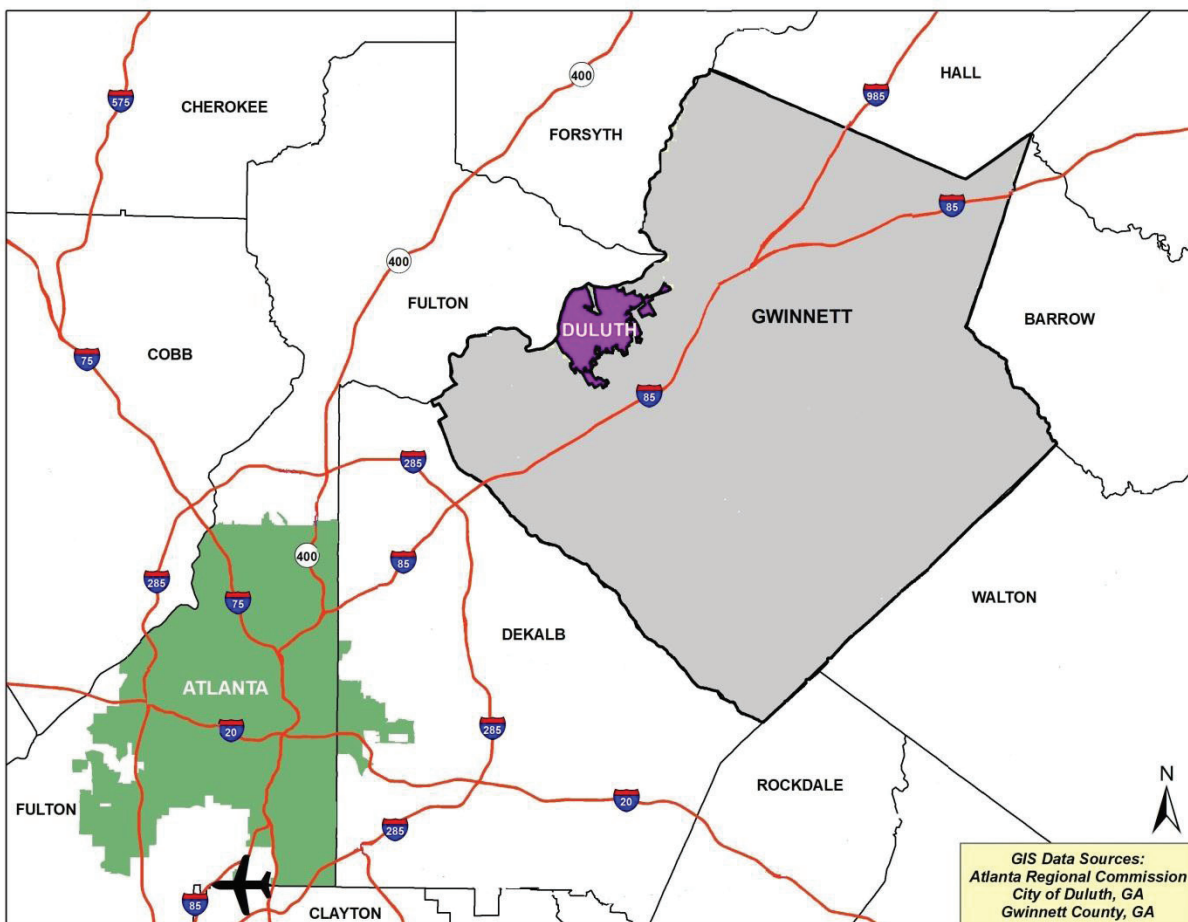 HALL
400
985
575
CHEROKEE
FORSYTH
85
400
FULTON
DULUTH
GWINNETT
BARROW
COBB
75
85
285
400
85
285
75
WALTON
DEKALB
ATLANTA
20
285
ROCKDALE
N
FULTON
20
285
GIS Data Sources:
Atlanta Regional Commission
City of Duluth, GA
Gwinnett County, GA
85
CLAYTON